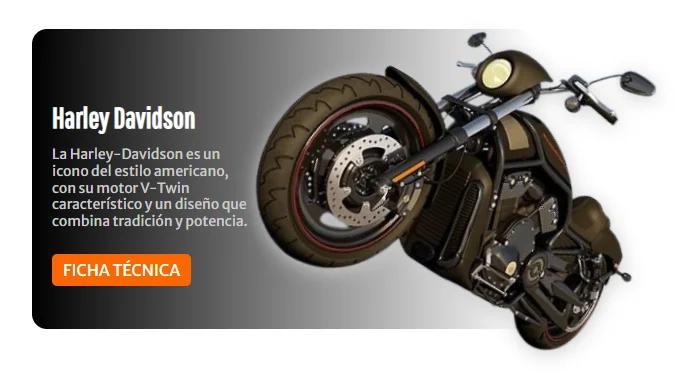 Harley Davidson
La Harley-Davidson es un
icono del estilo americano,
con su motor V-Twin
característico y un diseño que
combina tradición y potencia.
FICHA TÉCNICA